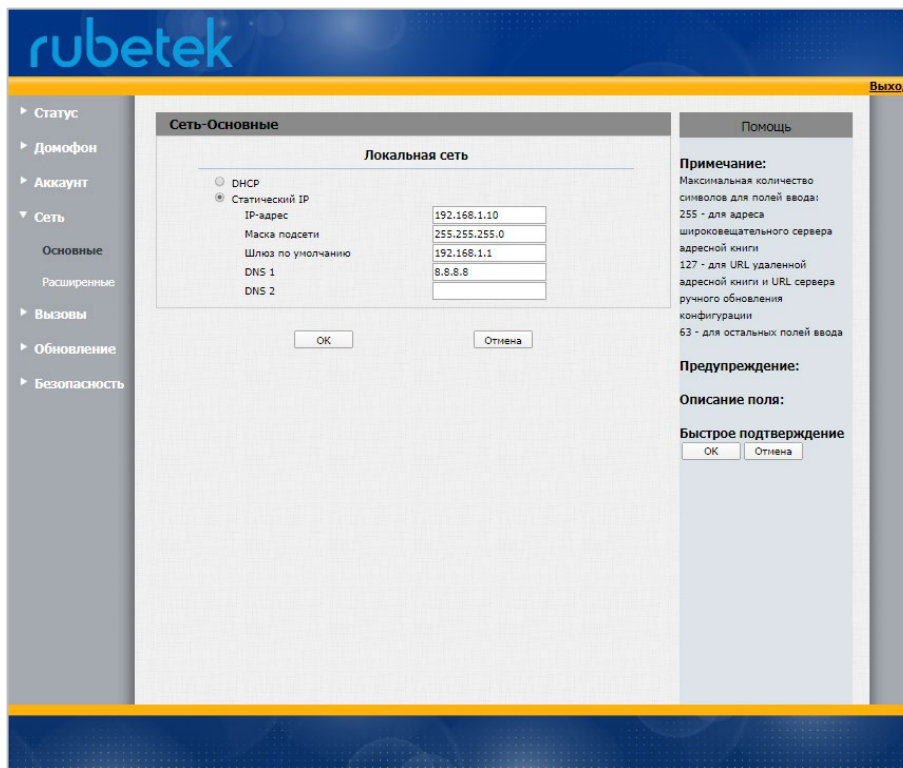 rubetek
Выхо
Статус
Домофон
Аккаунт
Сеть
Основные
Расширенные
Вызовы
Обновление
Безопасность
Сеть-Основные
Локальная сеть
DHCP
Статический IP
IP-адрес 192.168.1.10
Маска подсети 255.255.255.0
Шлюз по умолчанию 192.168.1.1
DNS 1 8.8.8.8
DNS 2
OK Отмена
Помощь
Примечание:
Максимальная количество
символов для полей ввода:
255 - для адреса
широковещательного сервера
адресной книги
127 - для URL удаленной
адресной книги и URL сервера
ручного обновления
конфигурации
63 - для остальных полей ввода
Предупреждение:
Описание поля:
Быстрое подтверждение
OK Отмена